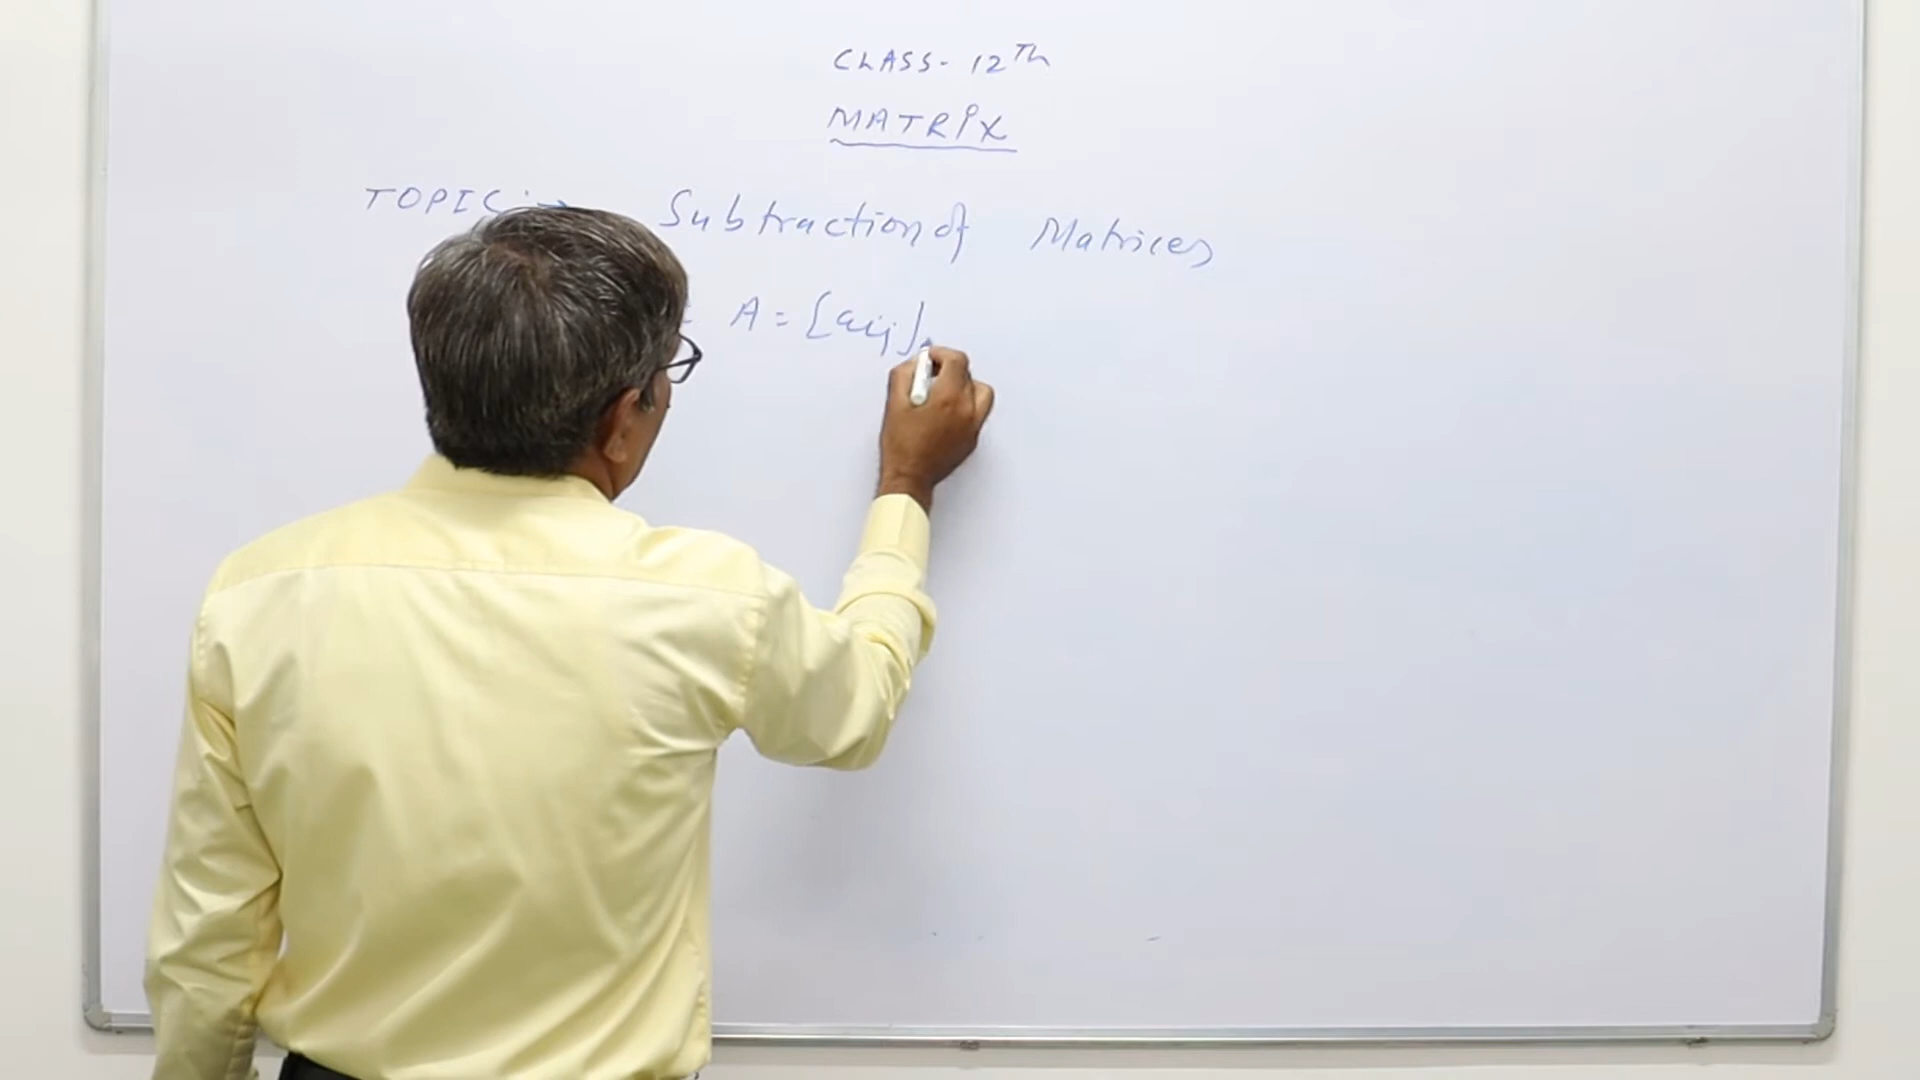 CLASS- 12Th
MATRIX
TOPIC:→ Subtraction of Matrices
A = [aij]